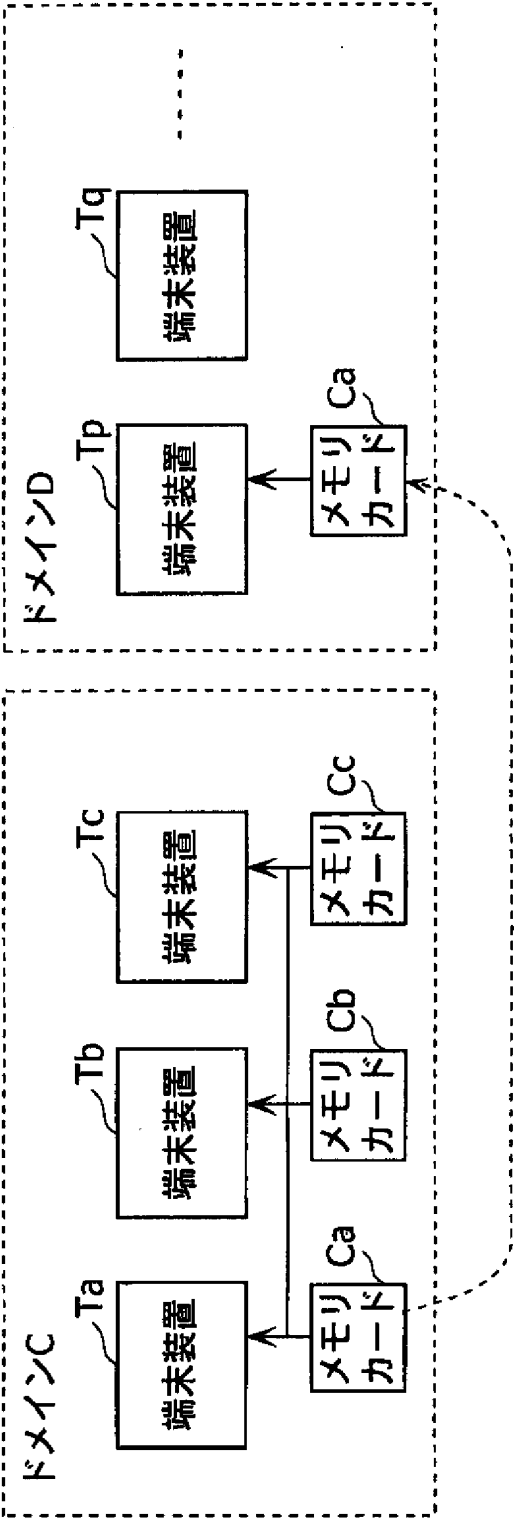 ドメインC
Ta
Tb
Tc
端末装置
端末装置
端末装置
Ca
Cb
Cc
メモリ
カード
メモリ
カード
メモリ
カード
ドメインD
Tp
Tq
端末装置
端末装置
Ca
メモリ
カード